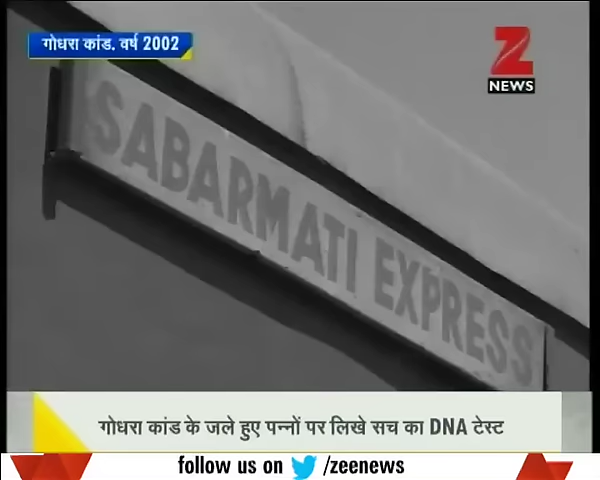 गोधरा कांड. वर्ष 2002
Z
NEWS
SABARMATI EXPRESS
गोधरा कांड के जले हुए पन्नों पर लिखे सच का DNA टेस्ट
follow us on /zeenews